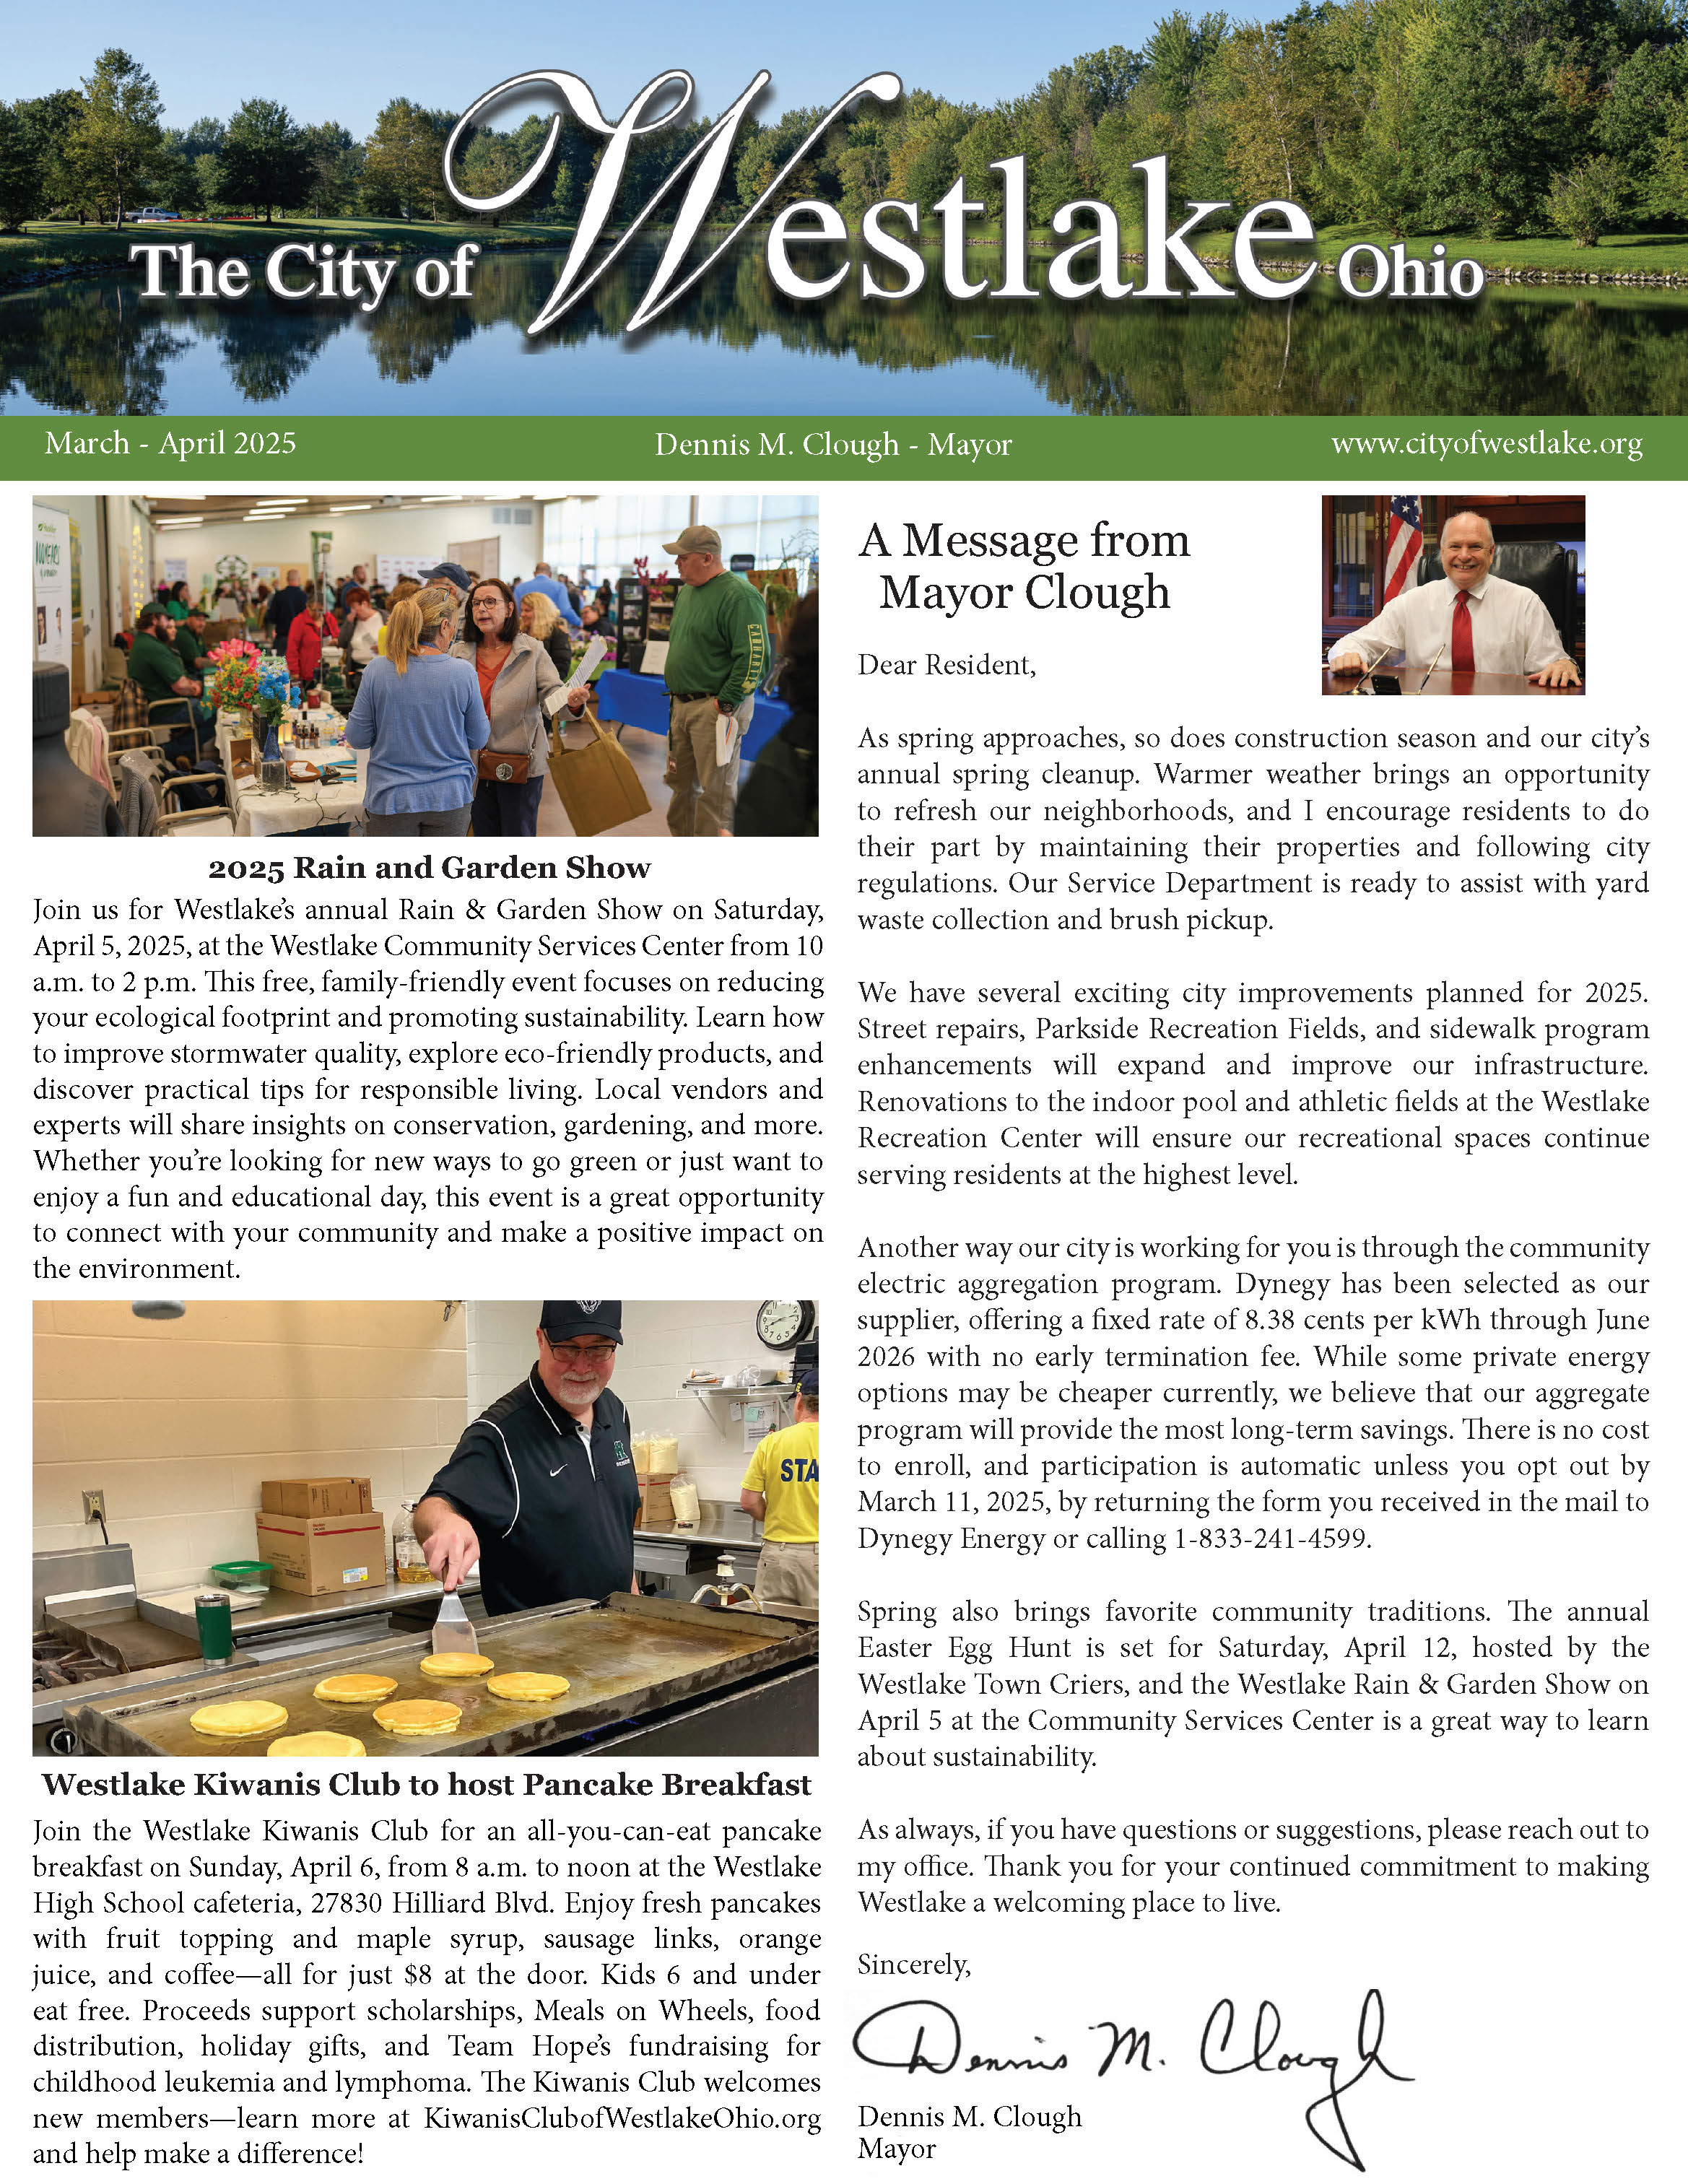 The City of Westlake Ohio
March - April 2025
Dennis M. Clough - Mayor
www.cityofwestlake.org
CARHARTT
2025 Rain and Garden Show
Join us for Westlake’s annual Rain & Garden Show on Saturday,
April 5, 2025, at the Westlake Community Services Center from 10
a.m. to 2 p.m. This free, family-friendly event focuses on reducing
your ecological footprint and promoting sustainability. Learn how
to improve stormwater quality, explore eco-friendly products, and
discover practical tips for responsible living. Local vendors and
experts will share insights on conservation, gardening, and more.
Whether you’re looking for new ways to go green or just want to
enjoy a fun and educational day, this event is a great opportunity
to connect with your community and make a positive impact on
the environment.
STA
Westlake Kiwanis Club to host Pancake Breakfast
Join the Westlake Kiwanis Club for an all-you-can-eat pancake
breakfast on Sunday, April 6, from 8 a.m. to noon at the Westlake
High School cafeteria, 27830 Hilliard Blvd. Enjoy fresh pancakes
with fruit topping and maple syrup, sausage links, orange
juice, and coffee—all for just $8 at the door. Kids 6 and under
eat free. Proceeds support scholarships, Meals on Wheels, food
distribution, holiday gifts, and Team Hope’s fundraising for
childhood leukemia and lymphoma. The Kiwanis Club welcomes
new members—learn more at KiwanisClubofWestlakeOhio.org
and help make a difference!
A Message from
Mayor Clough
Dear Resident,
As spring approaches, so does construction season and our city’s
annual spring cleanup. Warmer weather brings an opportunity
to refresh our neighborhoods, and I encourage residents to do
their part by maintaining their properties and following city
regulations. Our Service Department is ready to assist with yard
waste collection and brush pickup.
We have several exciting city improvements planned for 2025.
Street repairs, Parkside Recreation Fields, and sidewalk program
enhancements will expand and improve our infrastructure.
Renovations to the indoor pool and athletic fields at the Westlake
Recreation Center will ensure our recreational spaces continue
serving residents at the highest level.
Another way our city is working for you is through the community
electric aggregation program. Dynegy has been selected as our
supplier, offering a fixed rate of 8.38 cents per kWh through June
2026 with no early termination fee. While some private energy
options may be cheaper currently, we believe that our aggregate
program will provide the most long-term savings. There is no cost
to enroll, and participation is automatic unless you opt out by
March 11, 2025, by returning the form you received in the mail to
Dynegy Energy or calling 1-833-241-4599.
Spring also brings favorite community traditions. The annual
Easter Egg Hunt is set for Saturday, April 12, hosted by the
Westlake Town Criers, and the Westlake Rain & Garden Show on
April 5 at the Community Services Center is a great way to learn
about sustainability.
As always, if you have questions or suggestions, please reach out to
my office. Thank you for your continued commitment to making
Westlake a welcoming place to live.
Sincerely,
Dennis M. Clough
Dennis M. Clough
Mayor